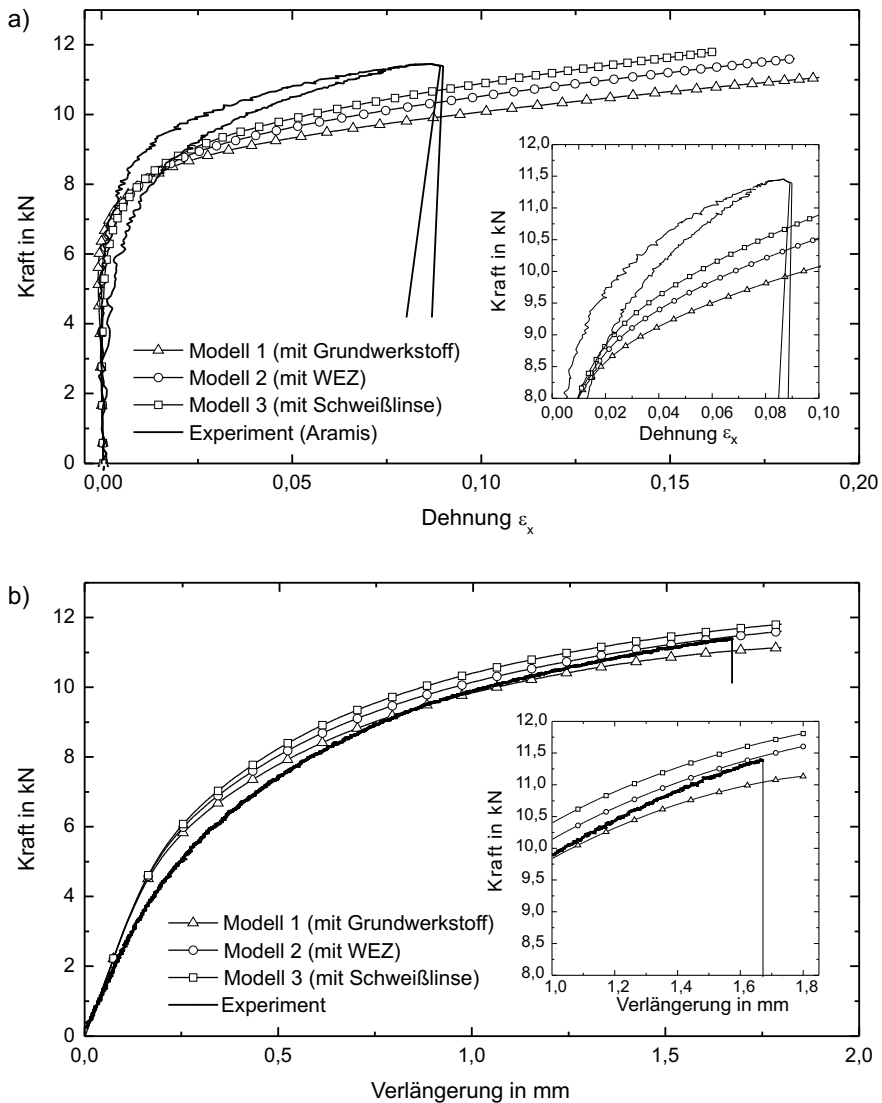 a)
12
10
8
6
4
2
0
Kraft in kN
Modell 1 (mit Grundwerkstoff)
Modell 2 (mit WEZ)
Modell 3 (mit Schweißlinse)
Experiment (Aramis)
0,00 0,05 0,10 0,15 0,20
Dehnung εx
12,0
11,5
11,0
10,5
10,0
9,5
9,0
8,5
8,0
Kraft in kN
0,00 0,02 0,04 0,06 0,08 0,10
Dehnung εx
b)
12
10
8
6
4
2
0
Kraft in kN
Modell 1 (mit Grundwerkstoff)
Modell 2 (mit WEZ)
Modell 3 (mit Schweißlinse)
Experiment
0,0 0,5 1,0 1,5 2,0
Verlängerung in mm
12,0
11,5
11,0
10,5
10,0
9,5
9,0
8,5
8,0
Kraft in kN
1,0 1,2 1,4 1,6 1,8
Verlängerung in mm